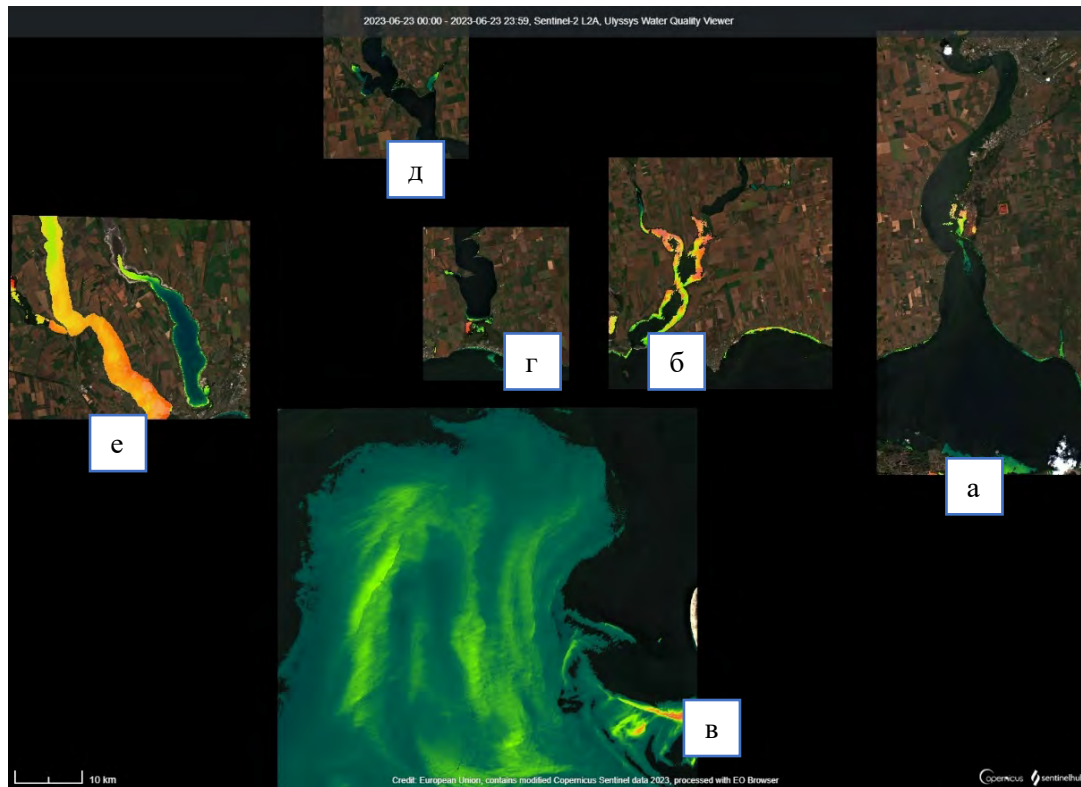 2023-06-23 00:00 - 2023-06-23 23:59, Sentinel-2 L2A, Ulyssys Water Quality Viewer
д
г
б
е
а
в
10 km
Credit: European Union, contains modified Copernicus Sentinel data 2023, processed with EO Browser
opernicus sentinelhub